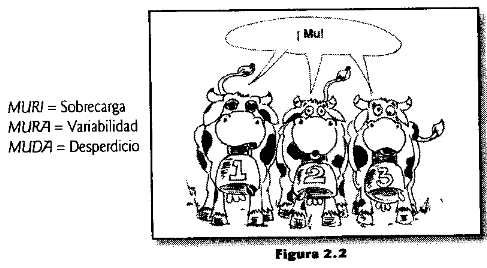 ¡ Mu!
MURI = Sobrecarga
MURA = Variabilidad
MUDA = Desperdicio
1 2 3
Figura 2.2